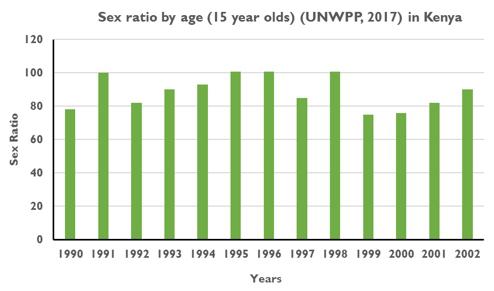 Sex ratio by age (15 year olds) (UNWPP, 2017) in Kenya
120
100
80
60
40
20
0
Sex Ratio
1990 1991 1992 1993 1994 1995 1996 1997 1998 1999 2000 2001 2002
Years